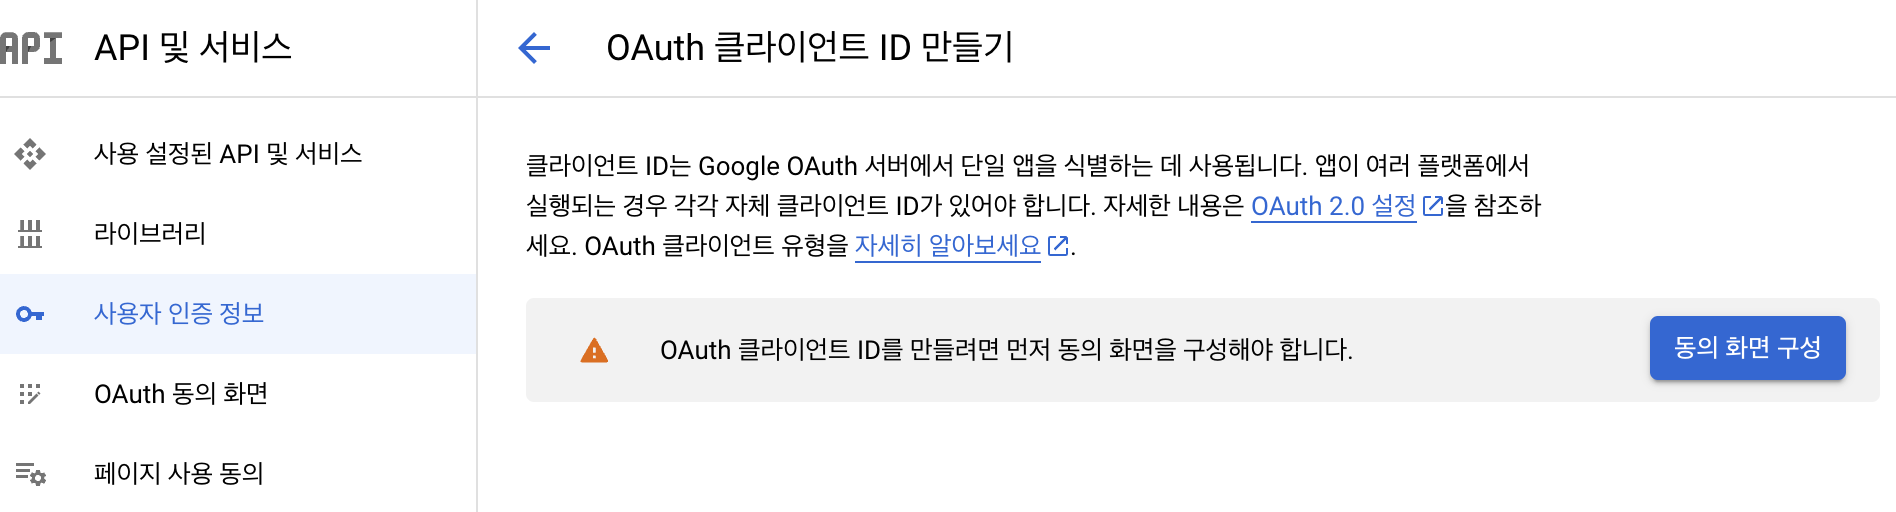 API API 및 서비스
사용 설정된 API 및 서비스
라이브러리
사용자 인증 정보
OAuth 동의 화면
페이지 사용 동의
OAuth 클라이언트 ID 만들기
클라이언트 ID는 Google OAuth 서버에서 단일 앱을 식별하는 데 사용됩니다. 앱이 여러 플랫폼에서
실행되는 경우 각각 자체 클라이언트 ID가 있어야 합니다. 자세한 내용은 OAuth 2.0 설정을 참조하
세요. OAuth 클라이언트 유형을 자세히 알아보세요.
OAuth 클라이언트 ID를 만들려면 먼저 동의 화면을 구성해야 합니다.
동의 화면 구성